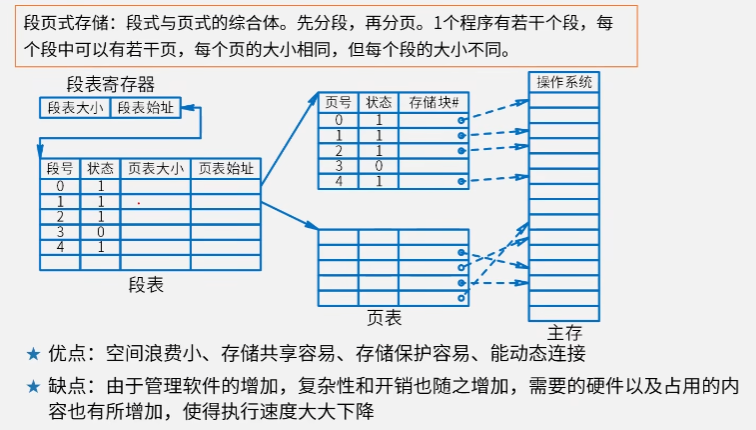 段页式存储：段式与页式的综合体。先分段，再分页。1个程序有若干个段，每
个段中可以有若干页，每个页的大小相同，但每个段的大小不同。
段表寄存器
段表大小 段表始址
段号 状态 页表大小 页表始址
0 1
1 1
2 1
3 0
4 1
段表
页号 状态 存储块#
0 1
1 1
2 1
3 0
4 1
页表
操作系统
主存
★ 优点：空间浪费小、存储共享容易、存储保护容易、能动态连接
★ 缺点：由于管理软件的增加，复杂性和开销也随之增加，需要的硬件以及占用的内
容也有所增加，使得执行速度大大下降